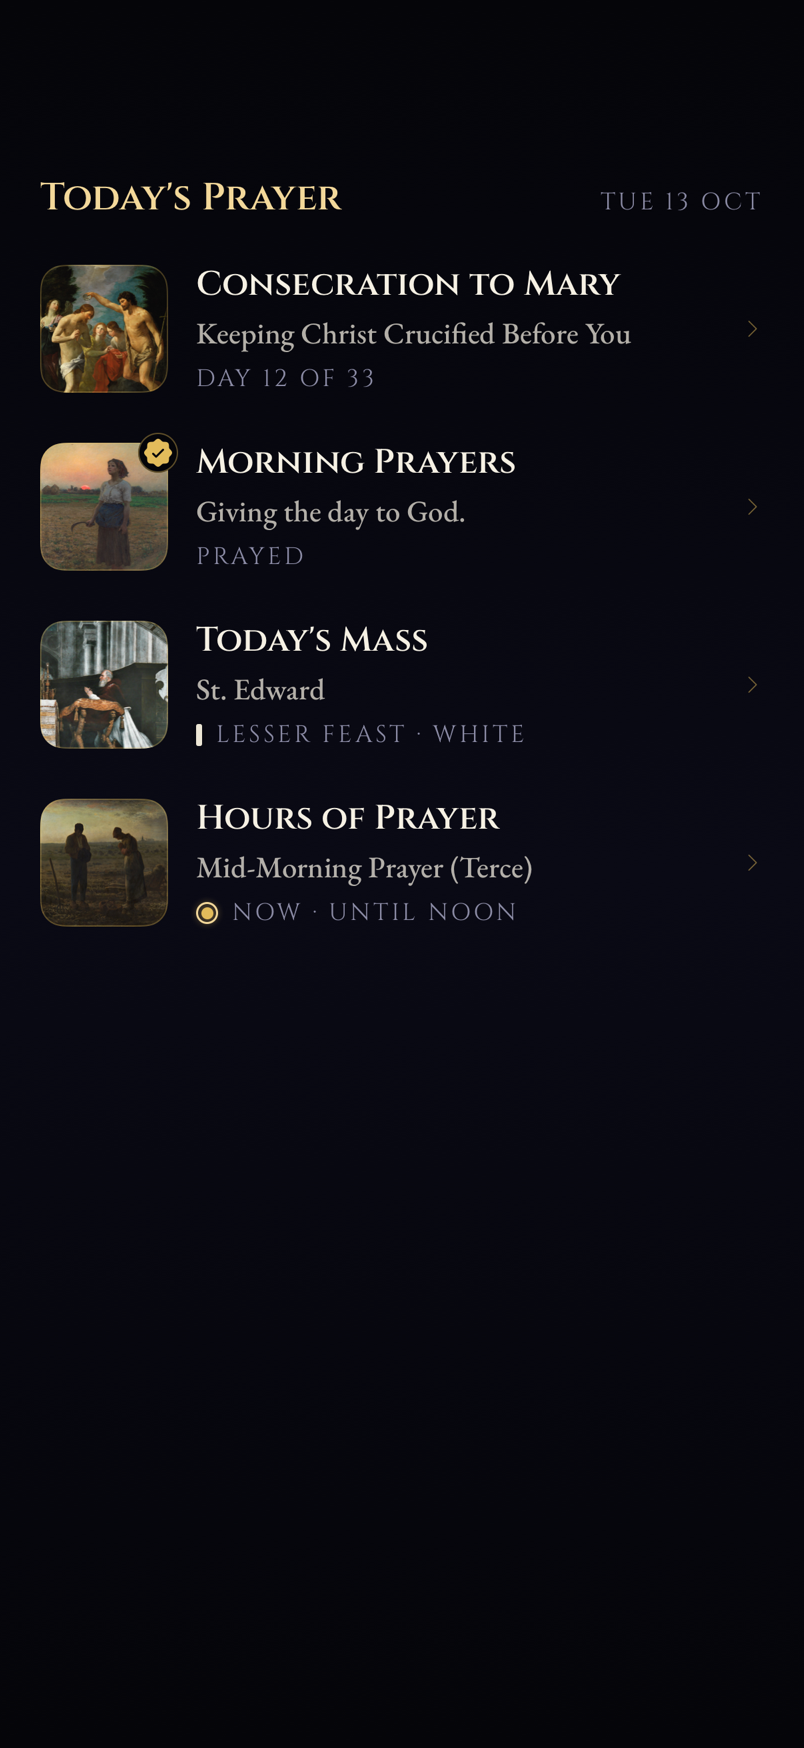 Today's Prayer
TUE 13 OCT
Consecration to Mary
Keeping Christ Crucified Before You
DAY 12 OF 33
Morning Prayers
Giving the day to God.
PRAYED
Today's Mass
St. Edward
LESSER FEAST · WHITE
Hours of Prayer
Mid-Morning Prayer (Terce)
NOW · UNTIL NOON